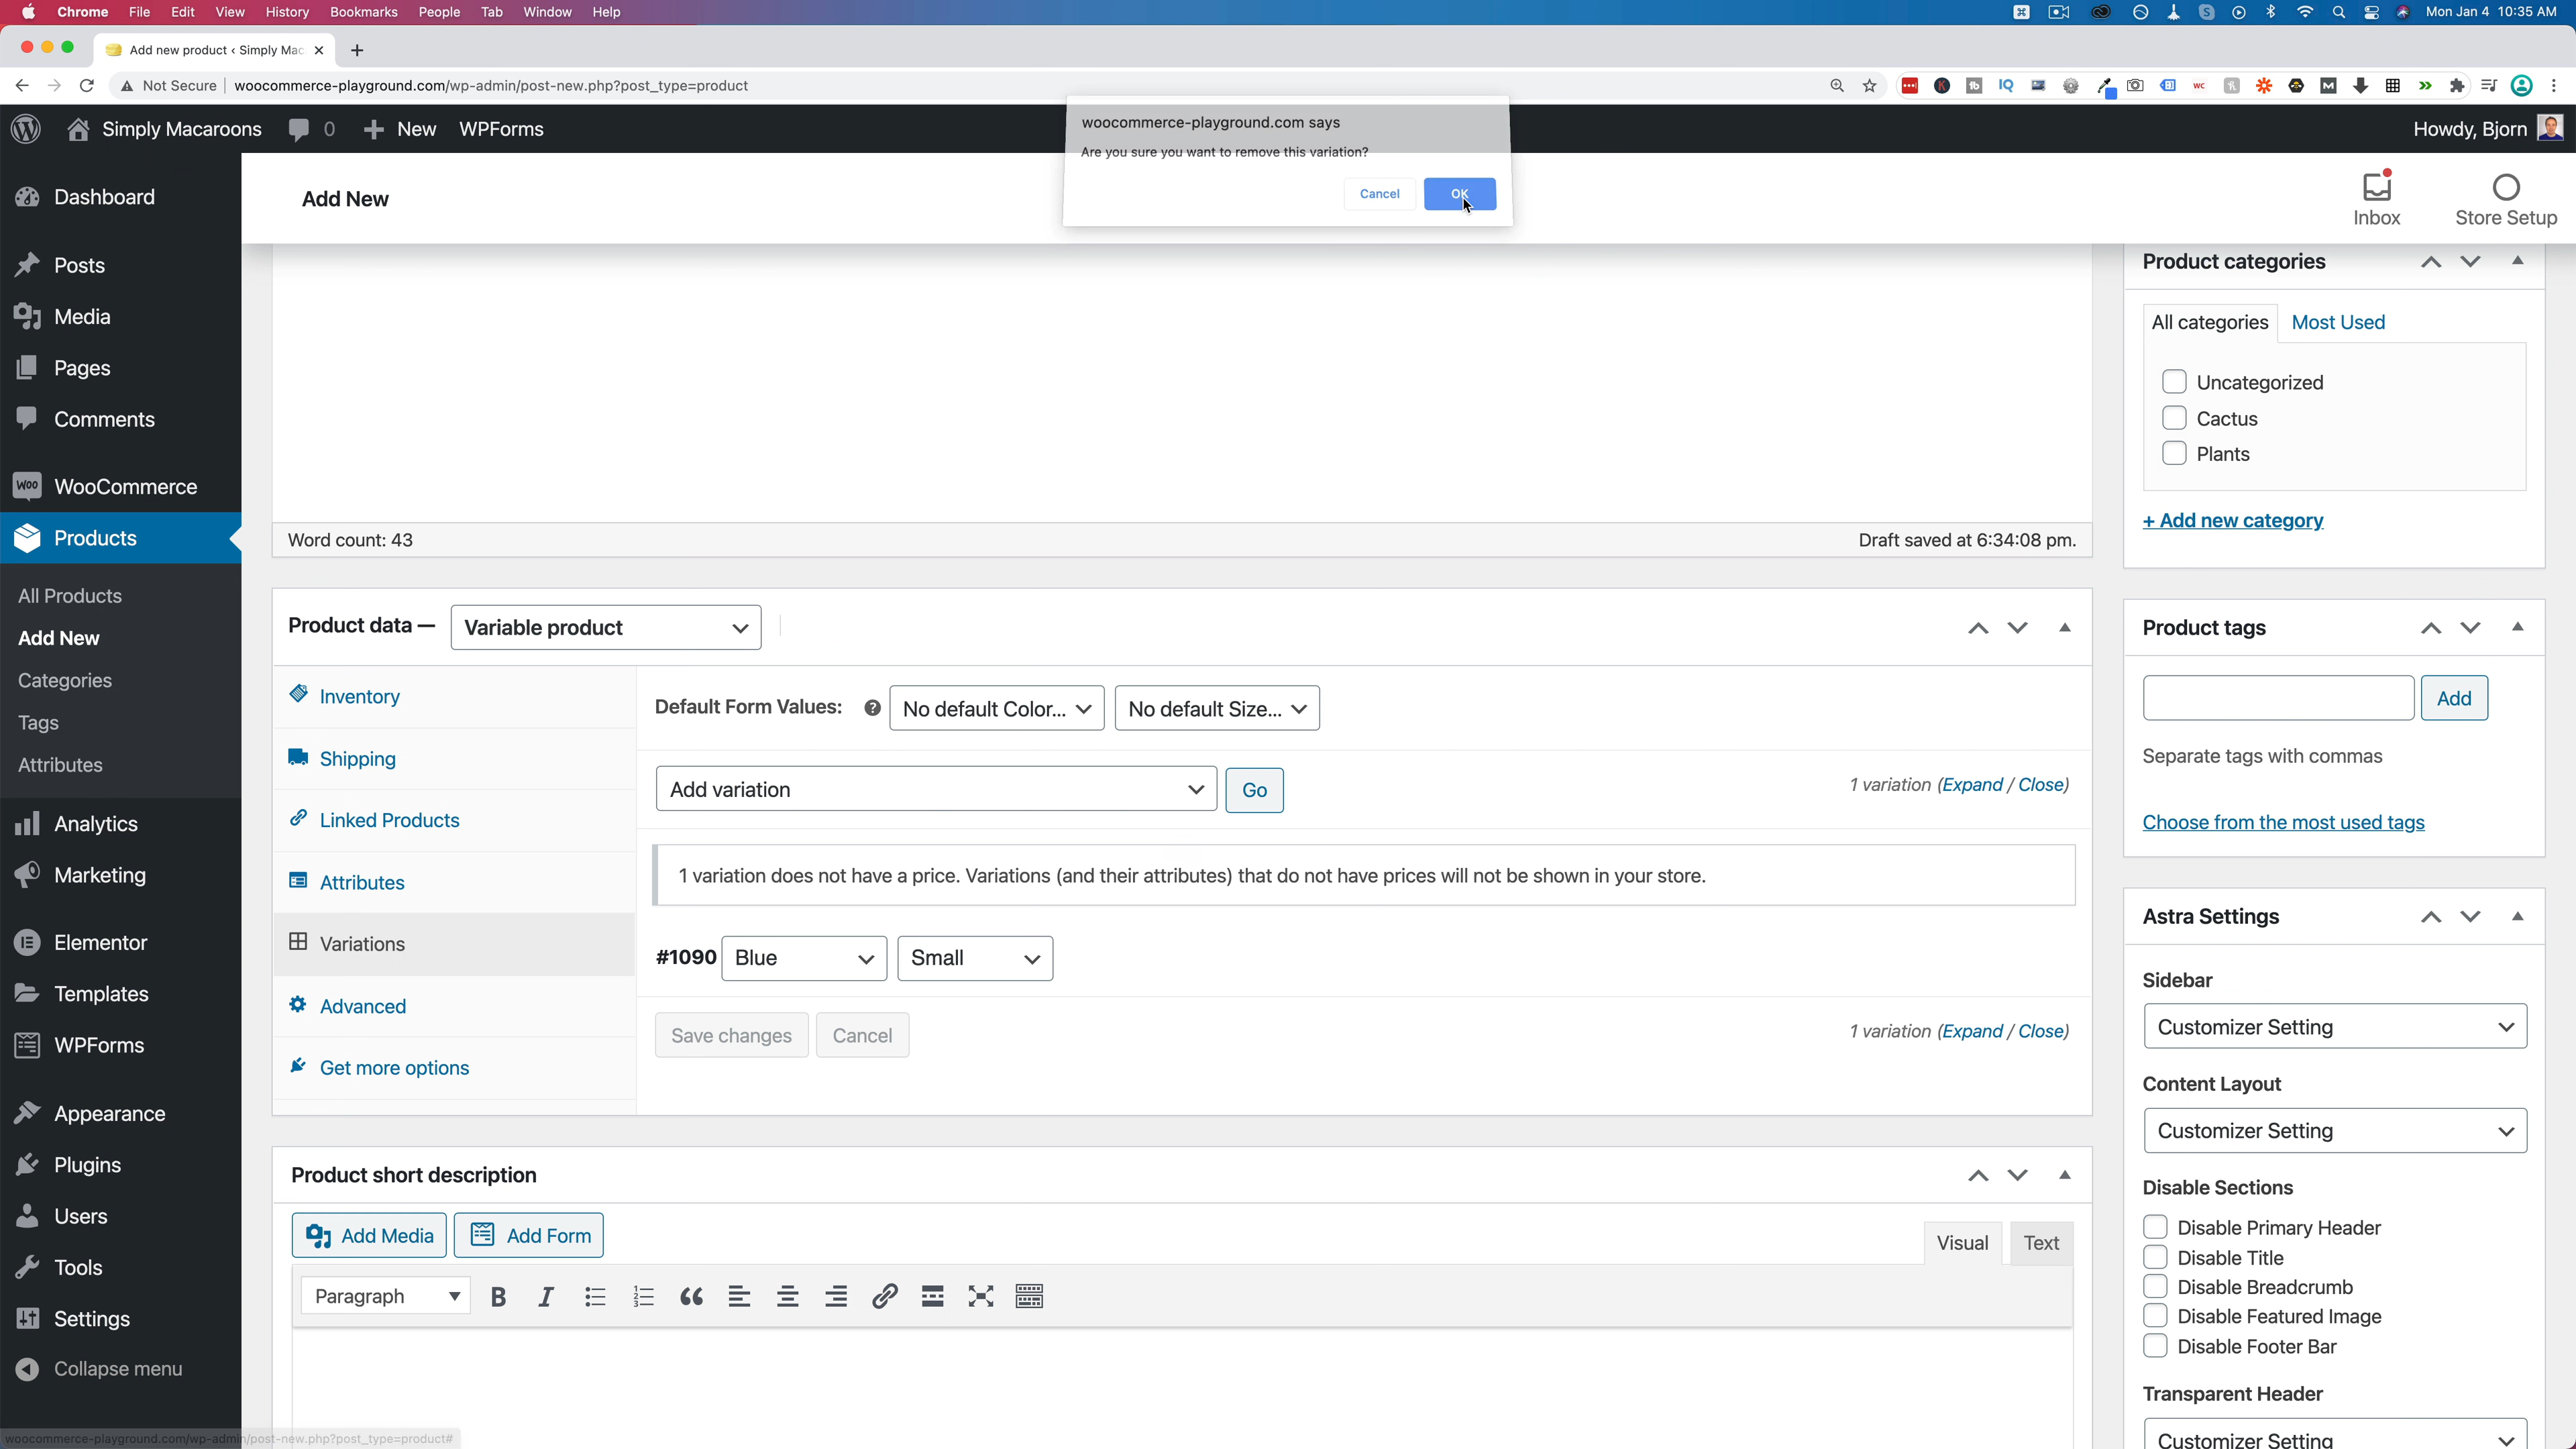 Chrome File Edit View History Bookmarks People Tab Window Help
Mon Jan 4 10:35 AM
Add new product ‹ Simply Mac
Not Secure woocommerce-playground.com/wp-admin/post-new.php?post_type=product
Simply Macaroons 0 New WPForms
Howdy, Bjorn
woocommerce-playground.com says
Are you sure you want to remove this variation?
Cancel OK
Add New
Inbox
Store Setup
Dashboard
Posts
Media
Pages
Comments
WooCommerce
Products
All Products
Add New
Categories
Tags
Attributes
Analytics
Marketing
Elementor
Templates
WPForms
Appearance
Plugins
Users
Tools
Settings
Collapse menu
Word count: 43
Draft saved at 6:34:08 pm.
Product data — Variable product
Inventory
Shipping
Linked Products
Attributes
Variations
Advanced
Get more options
Default Form Values: No default Color... No default Size...
Add variation Go
1 variation (Expand / Close)
1 variation does not have a price. Variations (and their attributes) that do not have prices will not be shown in your store.
#1090 Blue Small
Save changes Cancel
1 variation (Expand / Close)
Product short description
Add Media Add Form
Visual Text
Paragraph
Product categories
All categories Most Used
Uncategorized
Cactus
Plants
+ Add new category
Product tags
Add
Separate tags with commas
Choose from the most used tags
Astra Settings
Sidebar
Customizer Setting
Content Layout
Customizer Setting
Disable Sections
Disable Primary Header
Disable Title
Disable Breadcrumb
Disable Featured Image
Disable Footer Bar
Transparent Header
Customizer Setting
woocommerce-playground.com/wp-admin/post-new.php?post_type=product#